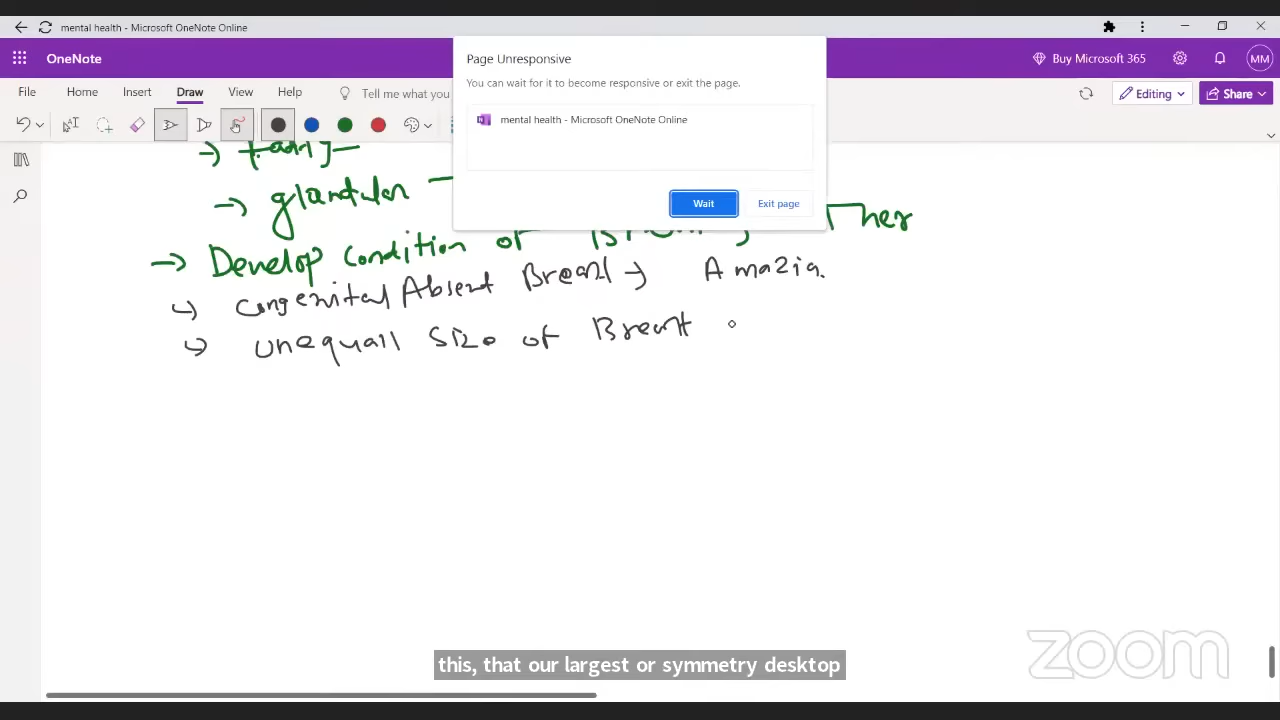 mental health - Microsoft OneNote Online
OneNote
Buy Microsoft 365
MM
File Home Insert Draw View Help Tell me what you
Editing
Share
Page Unresponsive
You can wait for it to become responsive or exit the page.
mental health - Microsoft OneNote Online
Wait Exit page
→ glandular –
→ Develop condition of
→ Congenital Absent Breast → Amazia.
→ unequall Size of Breast
this, that our largest or symmetry desktop
zoom